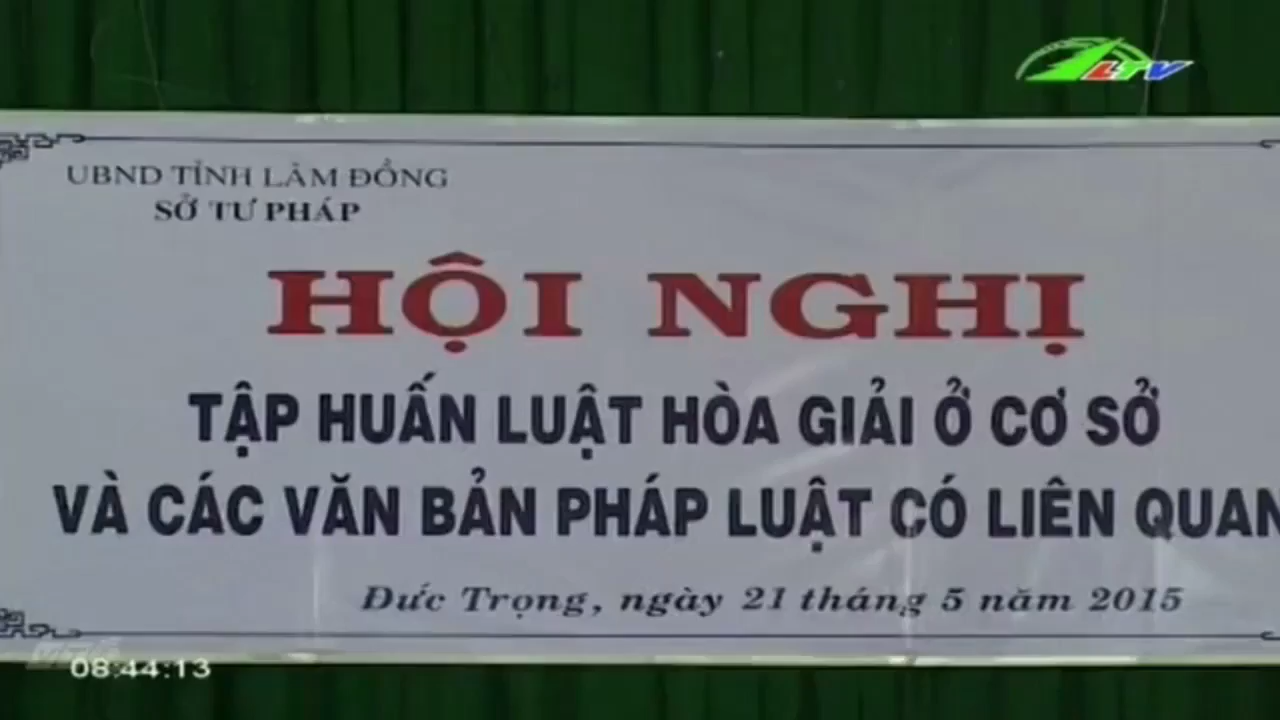 LTV
UBND TỈNH LÂM ĐỒNG
SỞ TƯ PHÁP
HỘI NGHỊ
TẬP HUẤN LUẬT HÒA GIẢI Ở CƠ SỞ
VÀ CÁC VĂN BẢN PHÁP LUẬT CÓ LIÊN QUAN
Đức Trọng, ngày 21 tháng 5 năm 2015
08:44:13